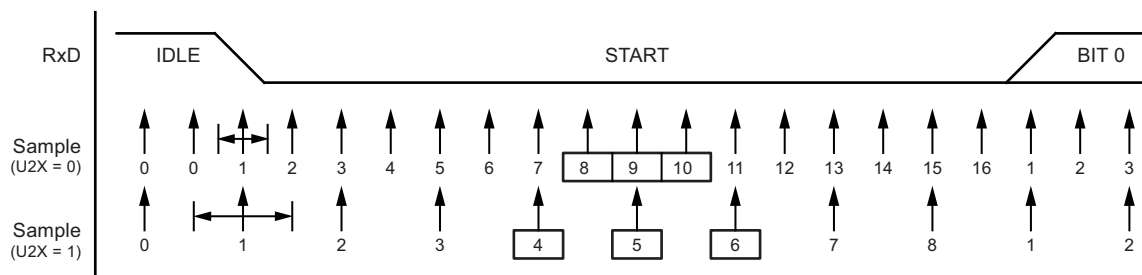 RxD IDLE START BIT 0
Sample
(U2X = 0)
0 0 1 2 3 4 5 6 7 8 9 10 11 12 13 14 15 16 1 2 3
Sample
(U2X = 1)
0 1 2 3 4 5 6 7 8 1 2